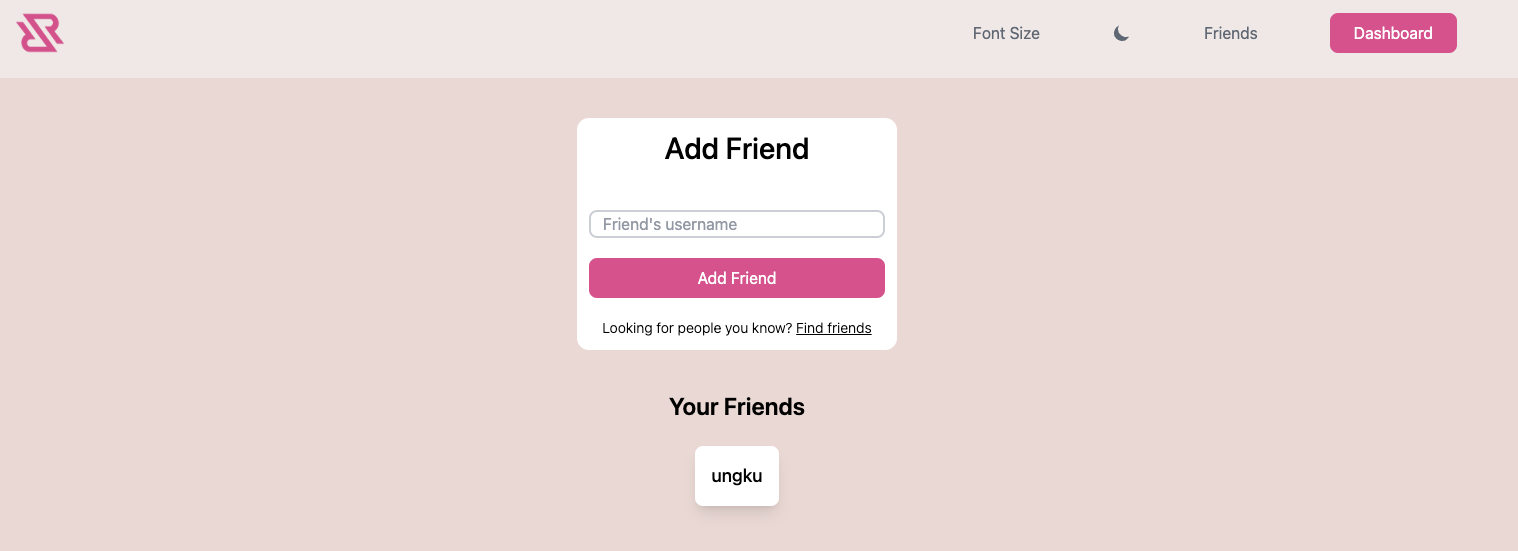 Font Size
Friends
Dashboard
Add Friend
Friend's username
Add Friend
Looking for people you know? Find friends
Your Friends
ungku